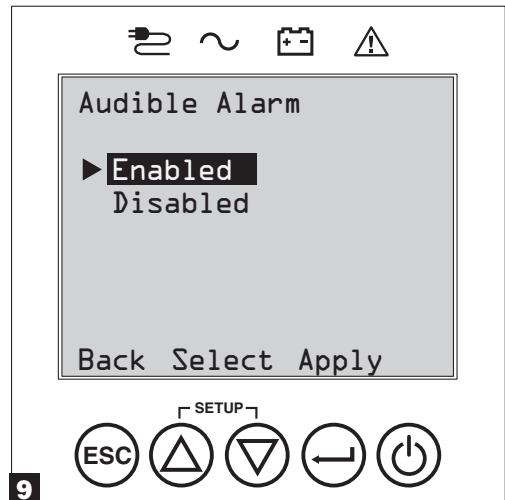 Audible Alarm
Enabled
Disabled
Back Select Apply
SETUP
ESC
9